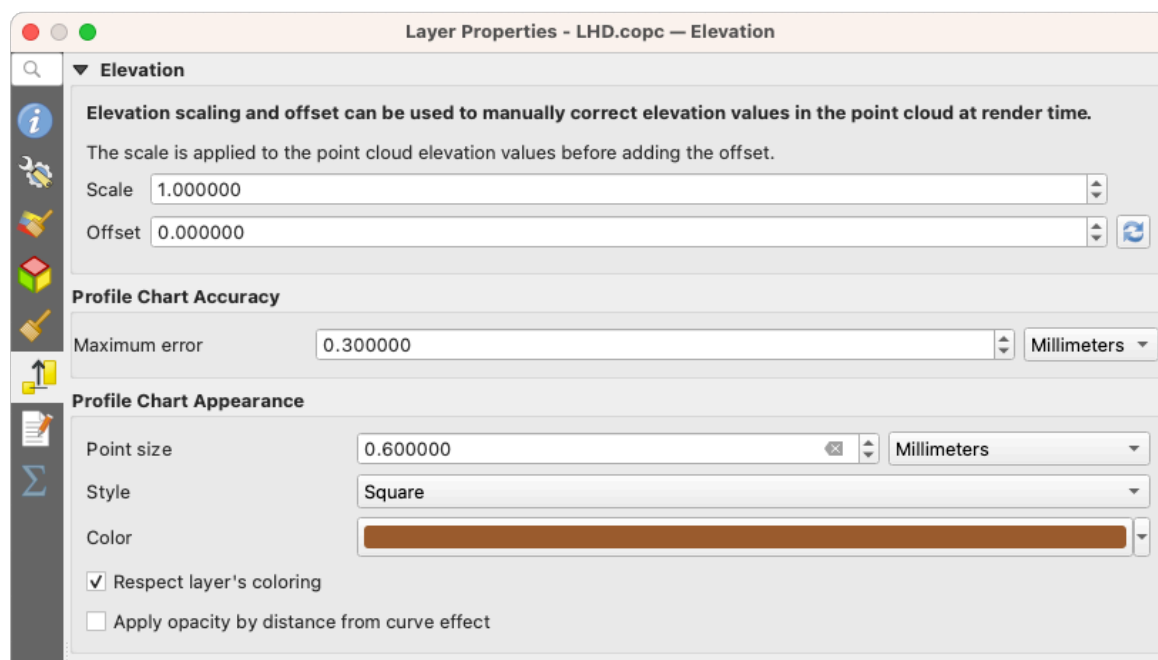 Layer Properties - LHD.copc — Elevation
Elevation
Elevation scaling and offset can be used to manually correct elevation values in the point cloud at render time.
The scale is applied to the point cloud elevation values before adding the offset.
Scale 1.000000
Offset 0.000000
Profile Chart Accuracy
Maximum error 0.300000 Millimeters
Profile Chart Appearance
Point size 0.600000 Millimeters
Style Square
Color
Respect layer's coloring
Apply opacity by distance from curve effect